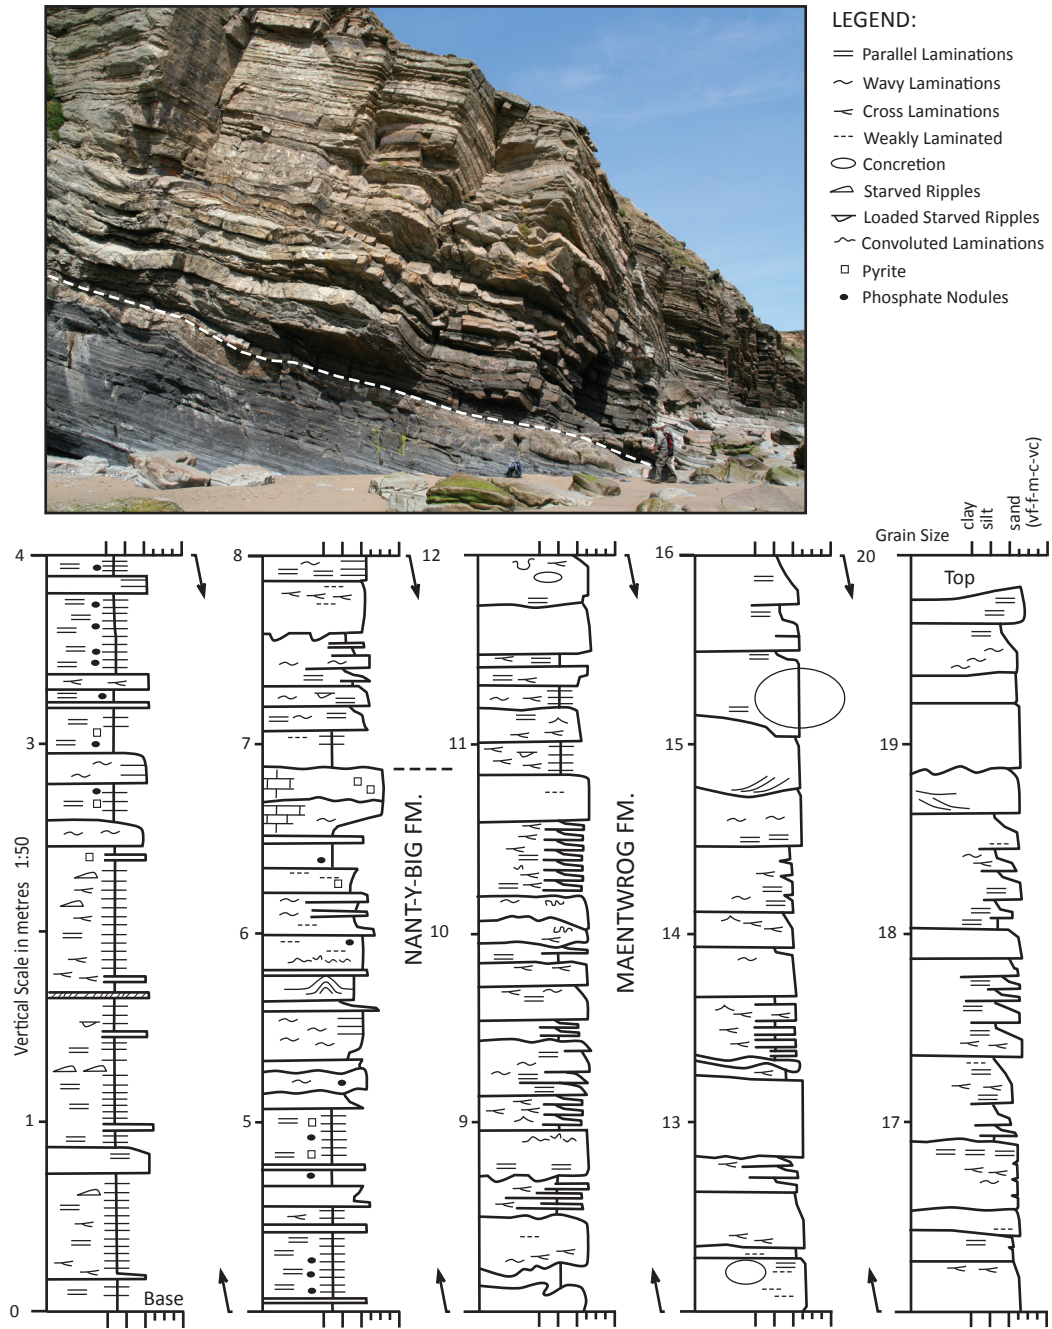 LEGEND:
Parallel Laminations
Wavy Laminations
Cross Laminations
Weakly Laminated
Concretion
Starved Ripples
Loaded Starved Ripples
Convoluted Laminations
Pyrite
Phosphate Nodules
Grain Size
clay
silt
sand
(vf-f-m-c-vc)
4
8
12
16
20
Top
3
7
11
15
19
NANT-Y-BIG FM.
MAENTWROG FM.
Vertical Scale in metres 1:50
6
10
14
18
1
5
9
13
17
0
Base